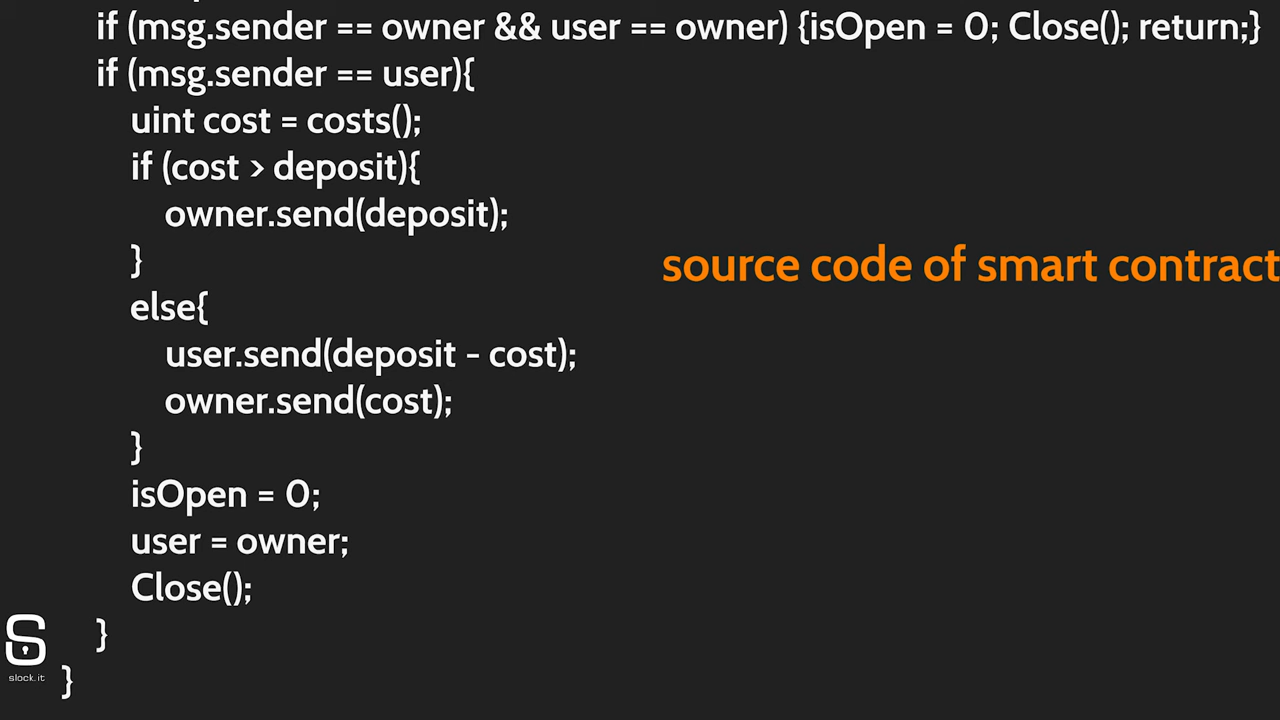 if (msg.sender == owner && user == owner) {isOpen = 0; Close(); return;}
if (msg.sender == user){
uint cost = costs();
if (cost > deposit){
owner.send(deposit);
}
source code of smart contract
else{
user.send(deposit - cost);
owner.send(cost);
}
isOpen = 0;
user = owner;
Close();
}
S
slock.it
}